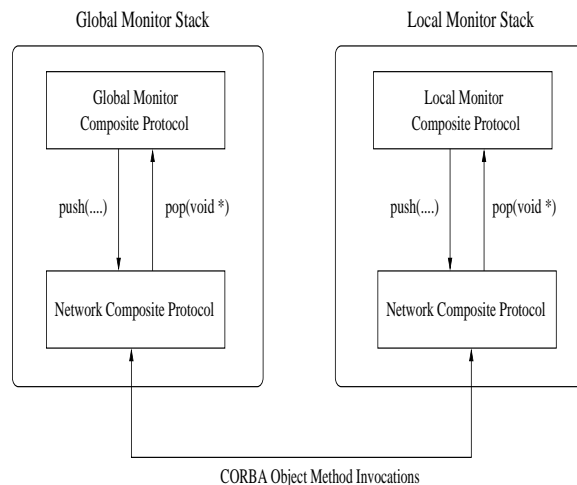 Global Monitor Stack
Global Monitor
Composite Protocol
push(....)
pop(void *)
Network Composite Protocol
Local Monitor Stack
Local Monitor
Composite Protocol
push(....)
pop(void *)
Network Composite Protocol
CORBA Object Method Invocations